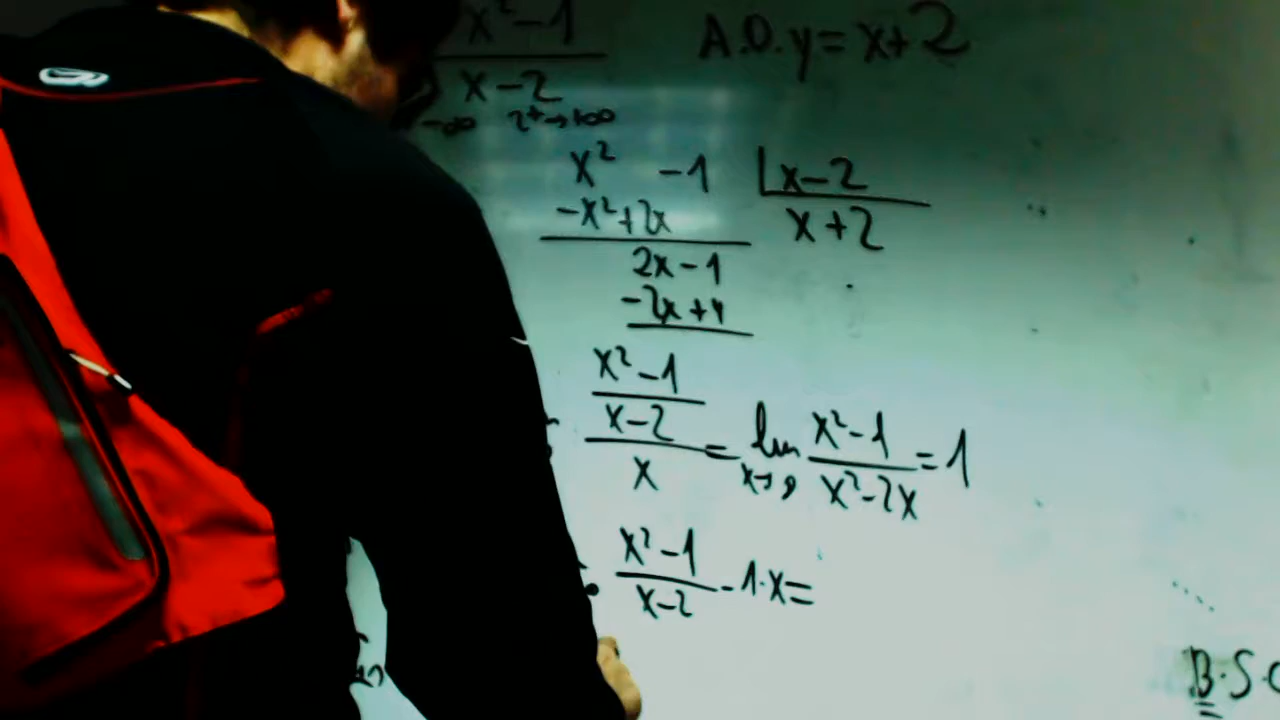 x²-1
x-2
A.O. y = x+2
-∞ 2⁺→+∞
x² -1 |x-2
-x²+2x x+2
2x-1
-2x+4
x²-1
x-2
x
= lim x²-1 = 1
x→∞ x²-2x
x²-1
x-2
-1·x=
B.S.